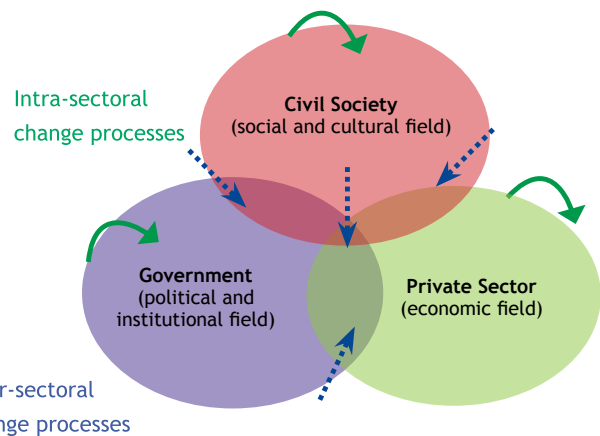 Civil Society
(social and cultural field)
Intra-sectoral
change processes
Government
(political and
institutional field)
Private Sector
(economic field)
r-sectoral
nge processes